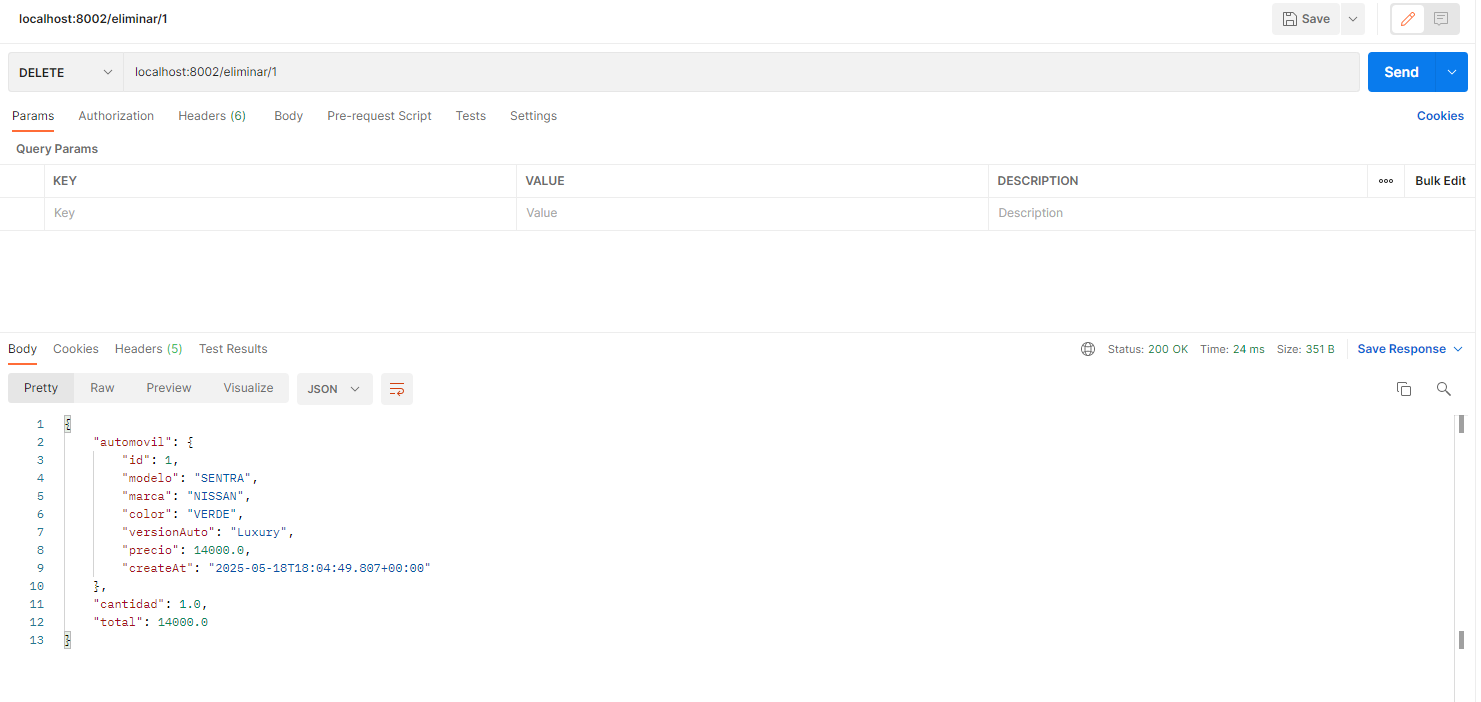 localhost:8002/eliminar/1
Save
DELETE localhost:8002/eliminar/1 Send
Params Authorization Headers (6) Body Pre-request Script Tests Settings Cookies
Query Params
KEY VALUE DESCRIPTION Bulk Edit
Key Value Description
Body Cookies Headers (5) Test Results Status: 200 OK Time: 24 ms Size: 351 B Save Response
Pretty Raw Preview Visualize JSON
1 {
2 "automovil": {
3 "id": 1,
4 "modelo": "SENTRA",
5 "marca": "NISSAN",
6 "color": "VERDE",
7 "versionAuto": "Luxury",
8 "precio": 14000.0,
9 "createAt": "2025-05-18T18:04:49.807+00:00"
10 },
11 "cantidad": 1.0,
12 "total": 14000.0
13 }